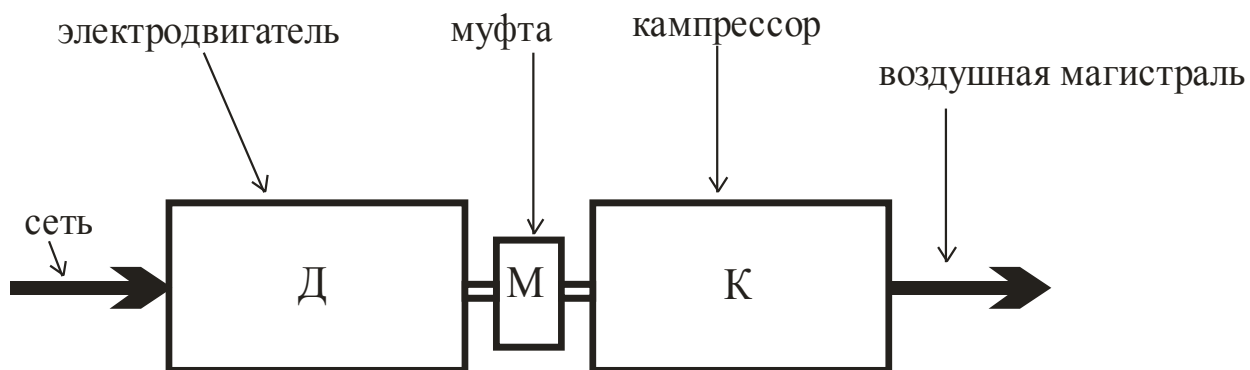 электродвигатель
муфта
кампрессор
воздушная магистраль
сеть
Д
М
К